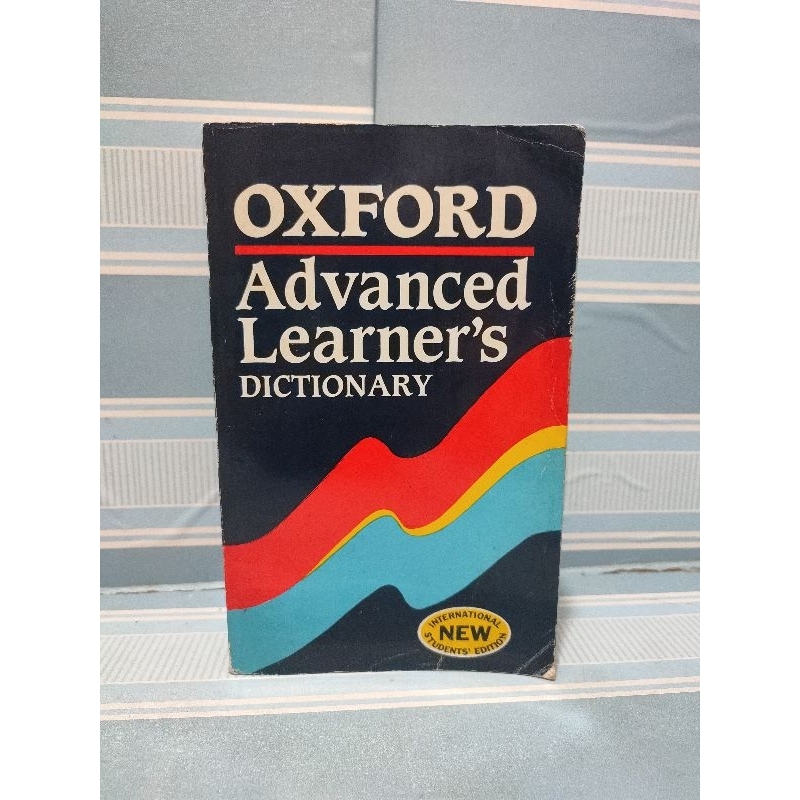 OXFORD
Advanced
Learner's
DICTIONARY
INTERNATIONAL
NEW
STUDENTS' EDITION